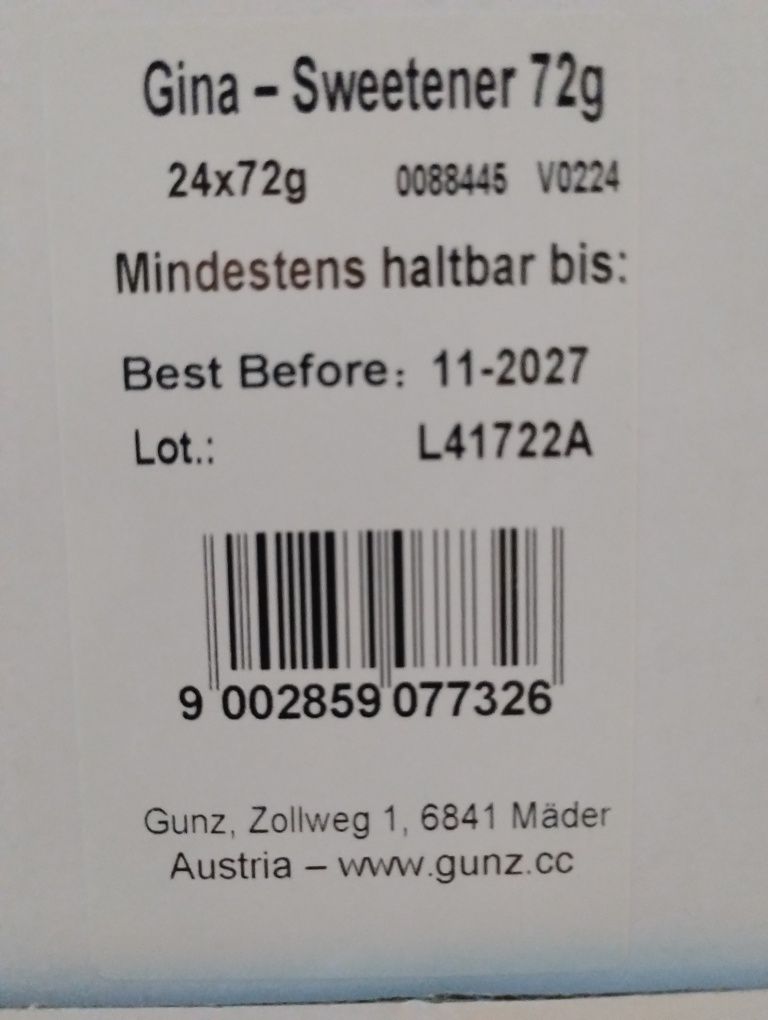 Gina – Sweetener 72g
24x72g 0088445 V0224
Mindestens haltbar bis:
Best Before: 11-2027
Lot.: L41722A
9 002859 077326
Gunz, Zollweg 1, 6841 Mäder
Austria – www.gunz.cc